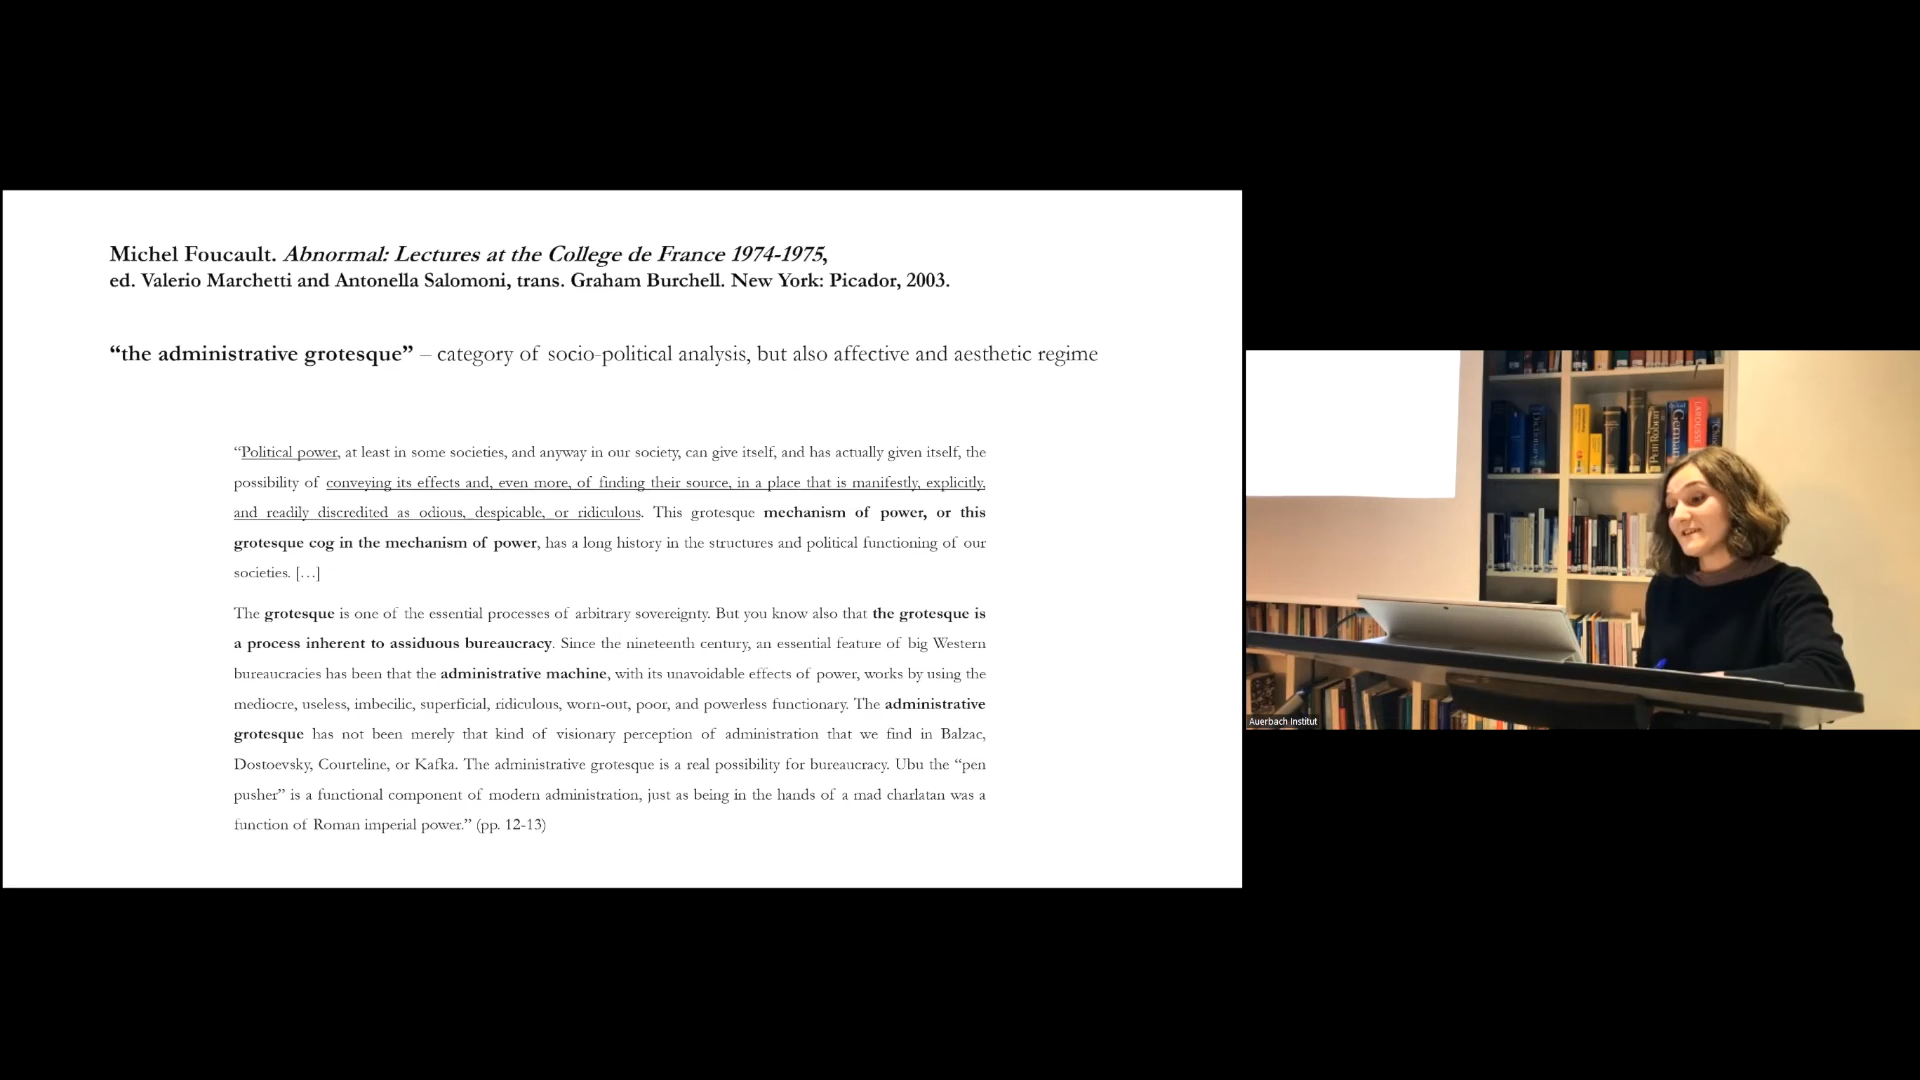 Michel Foucault. Abnormal: Lectures at the College de France 1974-1975,
ed. Valerio Marchetti and Antonella Salomoni, trans. Graham Burchell. New York: Picador, 2003.
“the administrative grotesque” – category of socio-political analysis, but also affective and aesthetic regime
“Political power, at least in some societies, and anyway in our society, can give itself, and has actually given itself, the
possibility of conveying its effects and, even more, of finding their source, in a place that is manifestly, explicitly,
and readily discredited as odious, despicable, or ridiculous. This grotesque mechanism of power, or this
grotesque cog in the mechanism of power, has a long history in the structures and political functioning of our
societies. […]
The grotesque is one of the essential processes of arbitrary sovereignty. But you know also that the grotesque is
a process inherent to assiduous bureaucracy. Since the nineteenth century, an essential feature of big Western
bureaucracies has been that the administrative machine, with its unavoidable effects of power, works by using the
mediocre, useless, imbecilic, superficial, ridiculous, worn-out, poor, and powerless functionary. The administrative
grotesque has not been merely that kind of visionary perception of administration that we find in Balzac,
Dostoevsky, Courteline, or Kafka. The administrative grotesque is a real possibility for bureaucracy. Ubu the “pen
pusher” is a functional component of modern administration, just as being in the hands of a mad charlatan was a
function of Roman imperial power.” (pp. 12-13)
German
LAROUSSE
Auerbach Institut